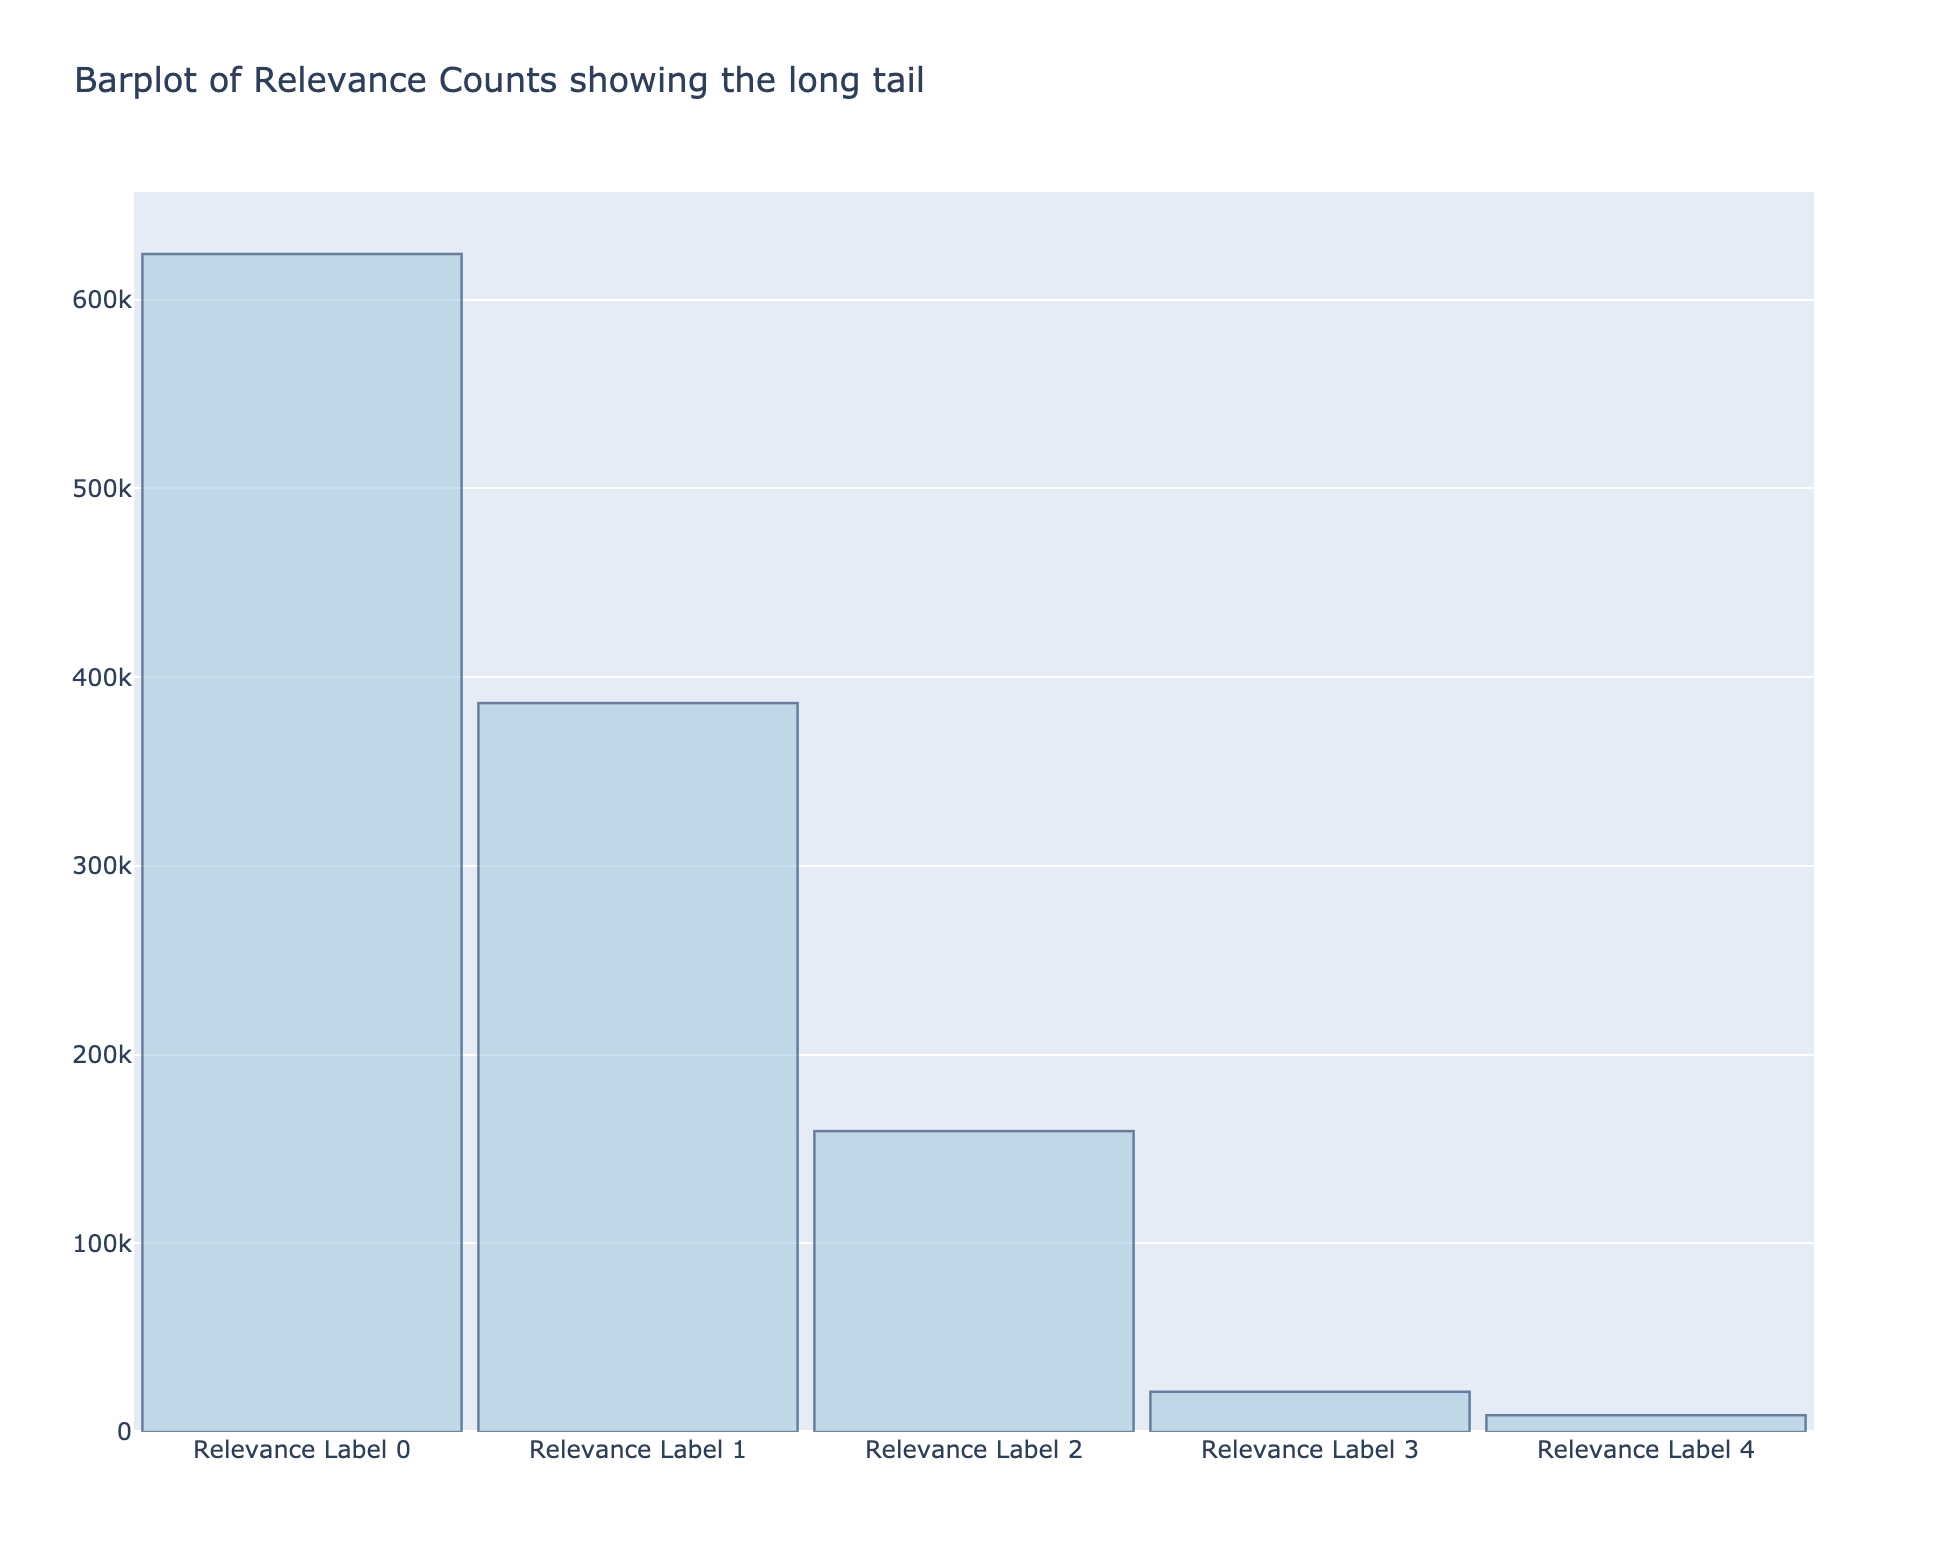 Barplot of Relevance Counts showing the long tail
600k
500k
400k
300k
200k
100k
0
Relevance Label 0
Relevance Label 1
Relevance Label 2
Relevance Label 3
Relevance Label 4